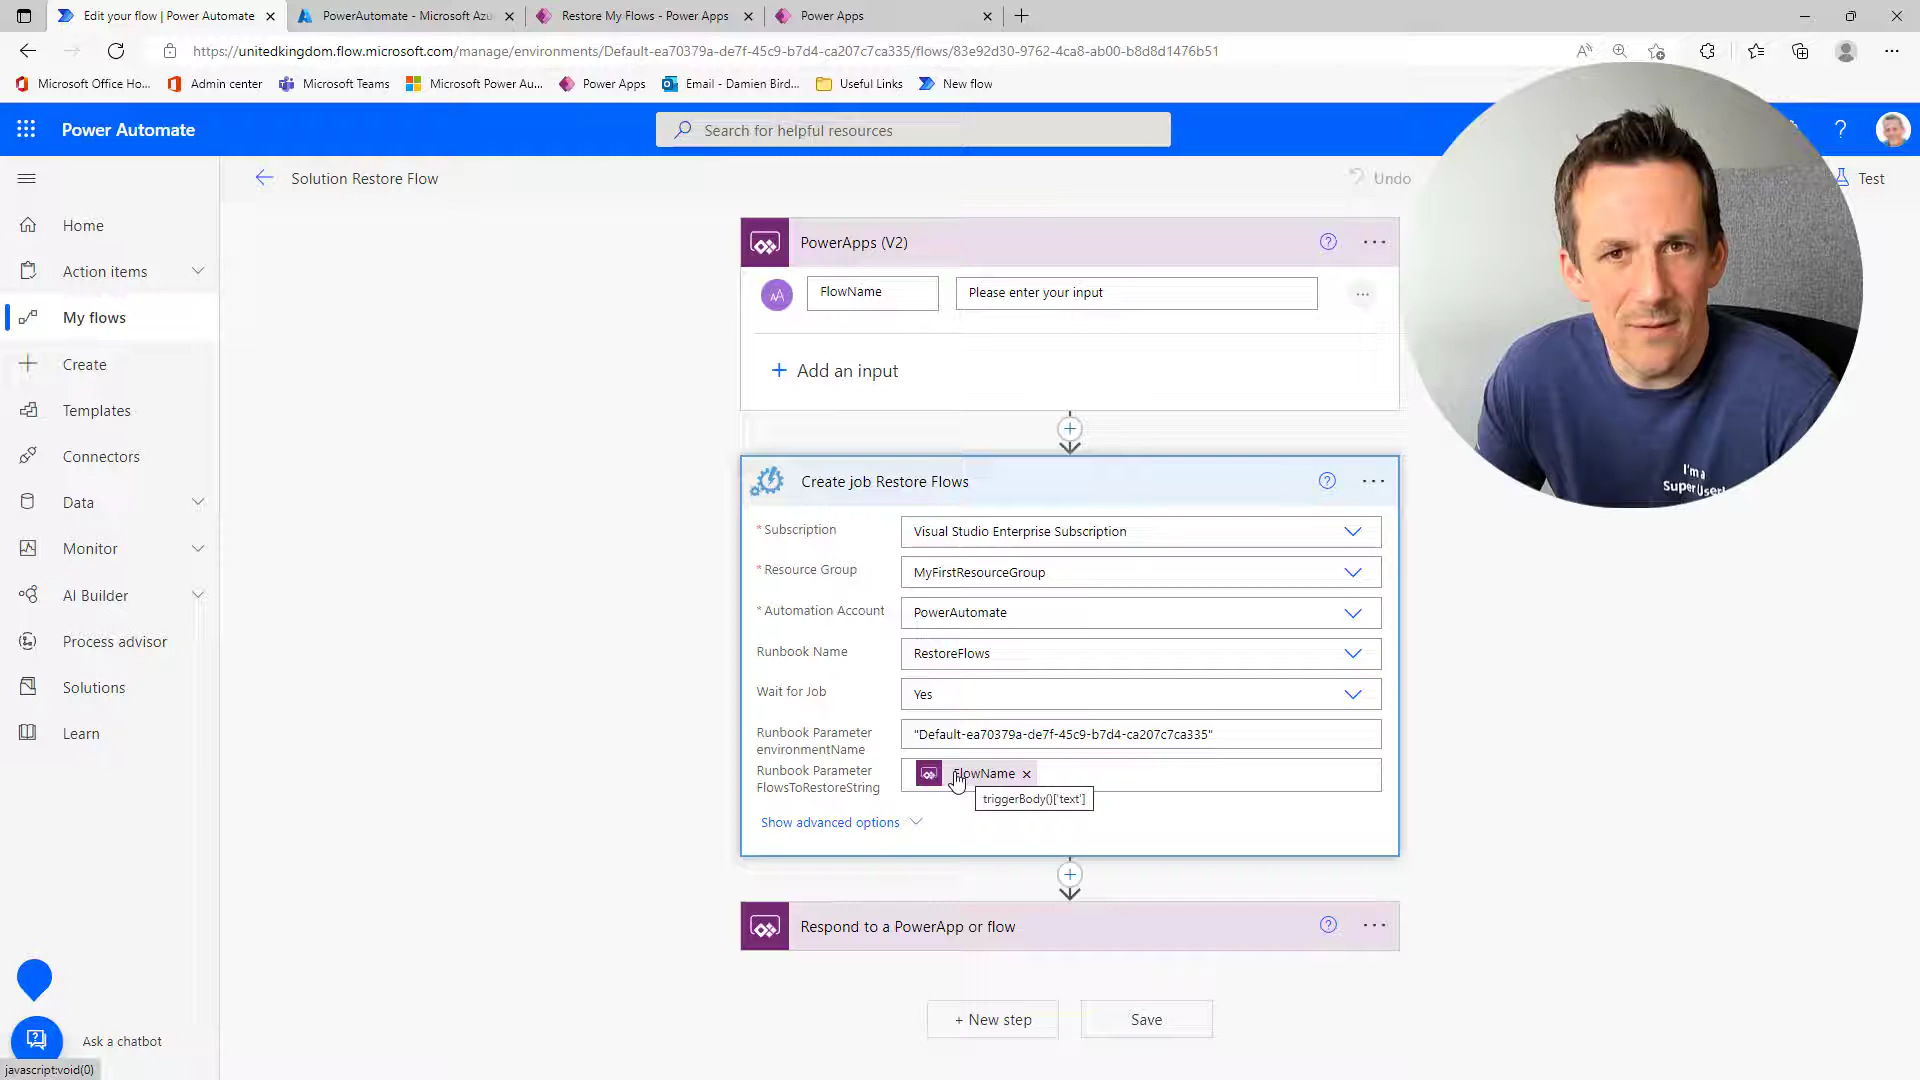 Edit your flow | Power Automate
PowerAutomate - Microsoft Azu
Restore My Flows - Power Apps
Power Apps
https://unitedkingdom.flow.microsoft.com/manage/environments/Default-ea70379a-de7f-45c9-b7d4-ca207c7ca335/flows/83e92d30-9762-4ca8-ab00-b8d8d1476b51
Microsoft Office Ho...
Admin center
Microsoft Teams
Microsoft Power Au...
Power Apps
Email - Damien Bird...
Useful Links
New flow
Power Automate
Search for helpful resources
Solution Restore Flow
Undo
Test
Home
Action items
My flows
Create
Templates
Connectors
Data
Monitor
AI Builder
Process advisor
Solutions
Learn
Ask a chatbot
javascript:void(0)
PowerApps (V2)
FlowName
Please enter your input
Add an input
Create job Restore Flows
* Subscription
Visual Studio Enterprise Subscription
* Resource Group
MyFirstResourceGroup
* Automation Account
PowerAutomate
Runbook Name
RestoreFlows
Wait for Job
Yes
Runbook Parameter
environmentName
"Default-ea70379a-de7f-45c9-b7d4-ca207c7ca335"
Runbook Parameter
FlowsToRestoreString
FlowName
triggerBody()['text']
Show advanced options
Respond to a PowerApp or flow
+ New step
Save
I'm a
SuperUser!